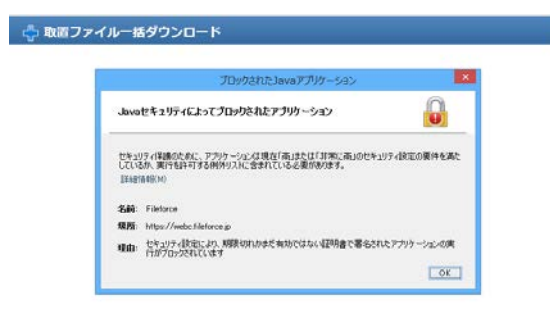 取置ファイル一括ダウンロード
ブロックされたJavaアプリケーション
Javaセキュリティによってブロックされたアプリケーション
セキュリティ保護のために、アプリケーションは現在「高」または「非常に高」のセキュリティ設定の要件を満た
しているか、実行を許可する例外リストに含まれている必要があります。
詳細情報(M)
名前: Fileforce
場所: https://webc.fileforce.jp
理由: セキュリティ設定により、期限切れかまだ有効ではない証明書で署名されたアプリケーションの実
行がブロックされています
OK